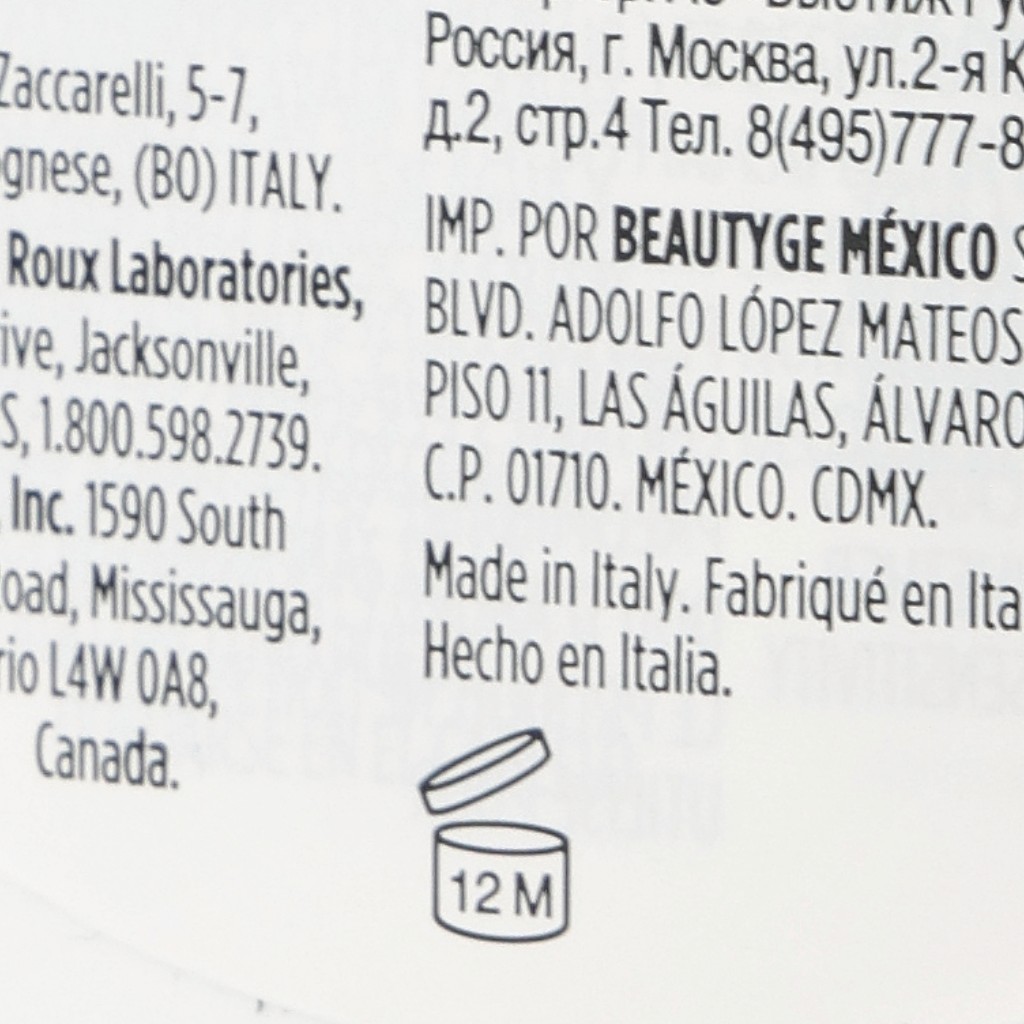 Zaccarelli, 5-7,
ognese, (BO) ITALY.
Roux Laboratories,
ive, Jacksonville,
S, 1.800.598.2739.
Inc. 1590 South
oad, Mississauga,
rio L4W 0A8,
Canada.
Россия, г. Москва, ул.2-я К
д.2, стр.4 Тел. 8(495)777-8
IMP. POR BEAUTYGE MÉXICO S
BLVD. ADOLFO LÓPEZ MATEOS
PISO 11, LAS ÁGUILAS, ÁLVARO
C.P. 01710. MÉXICO. CDMX.
Made in Italy. Fabriqué en Ita
Hecho en Italia.
12 M